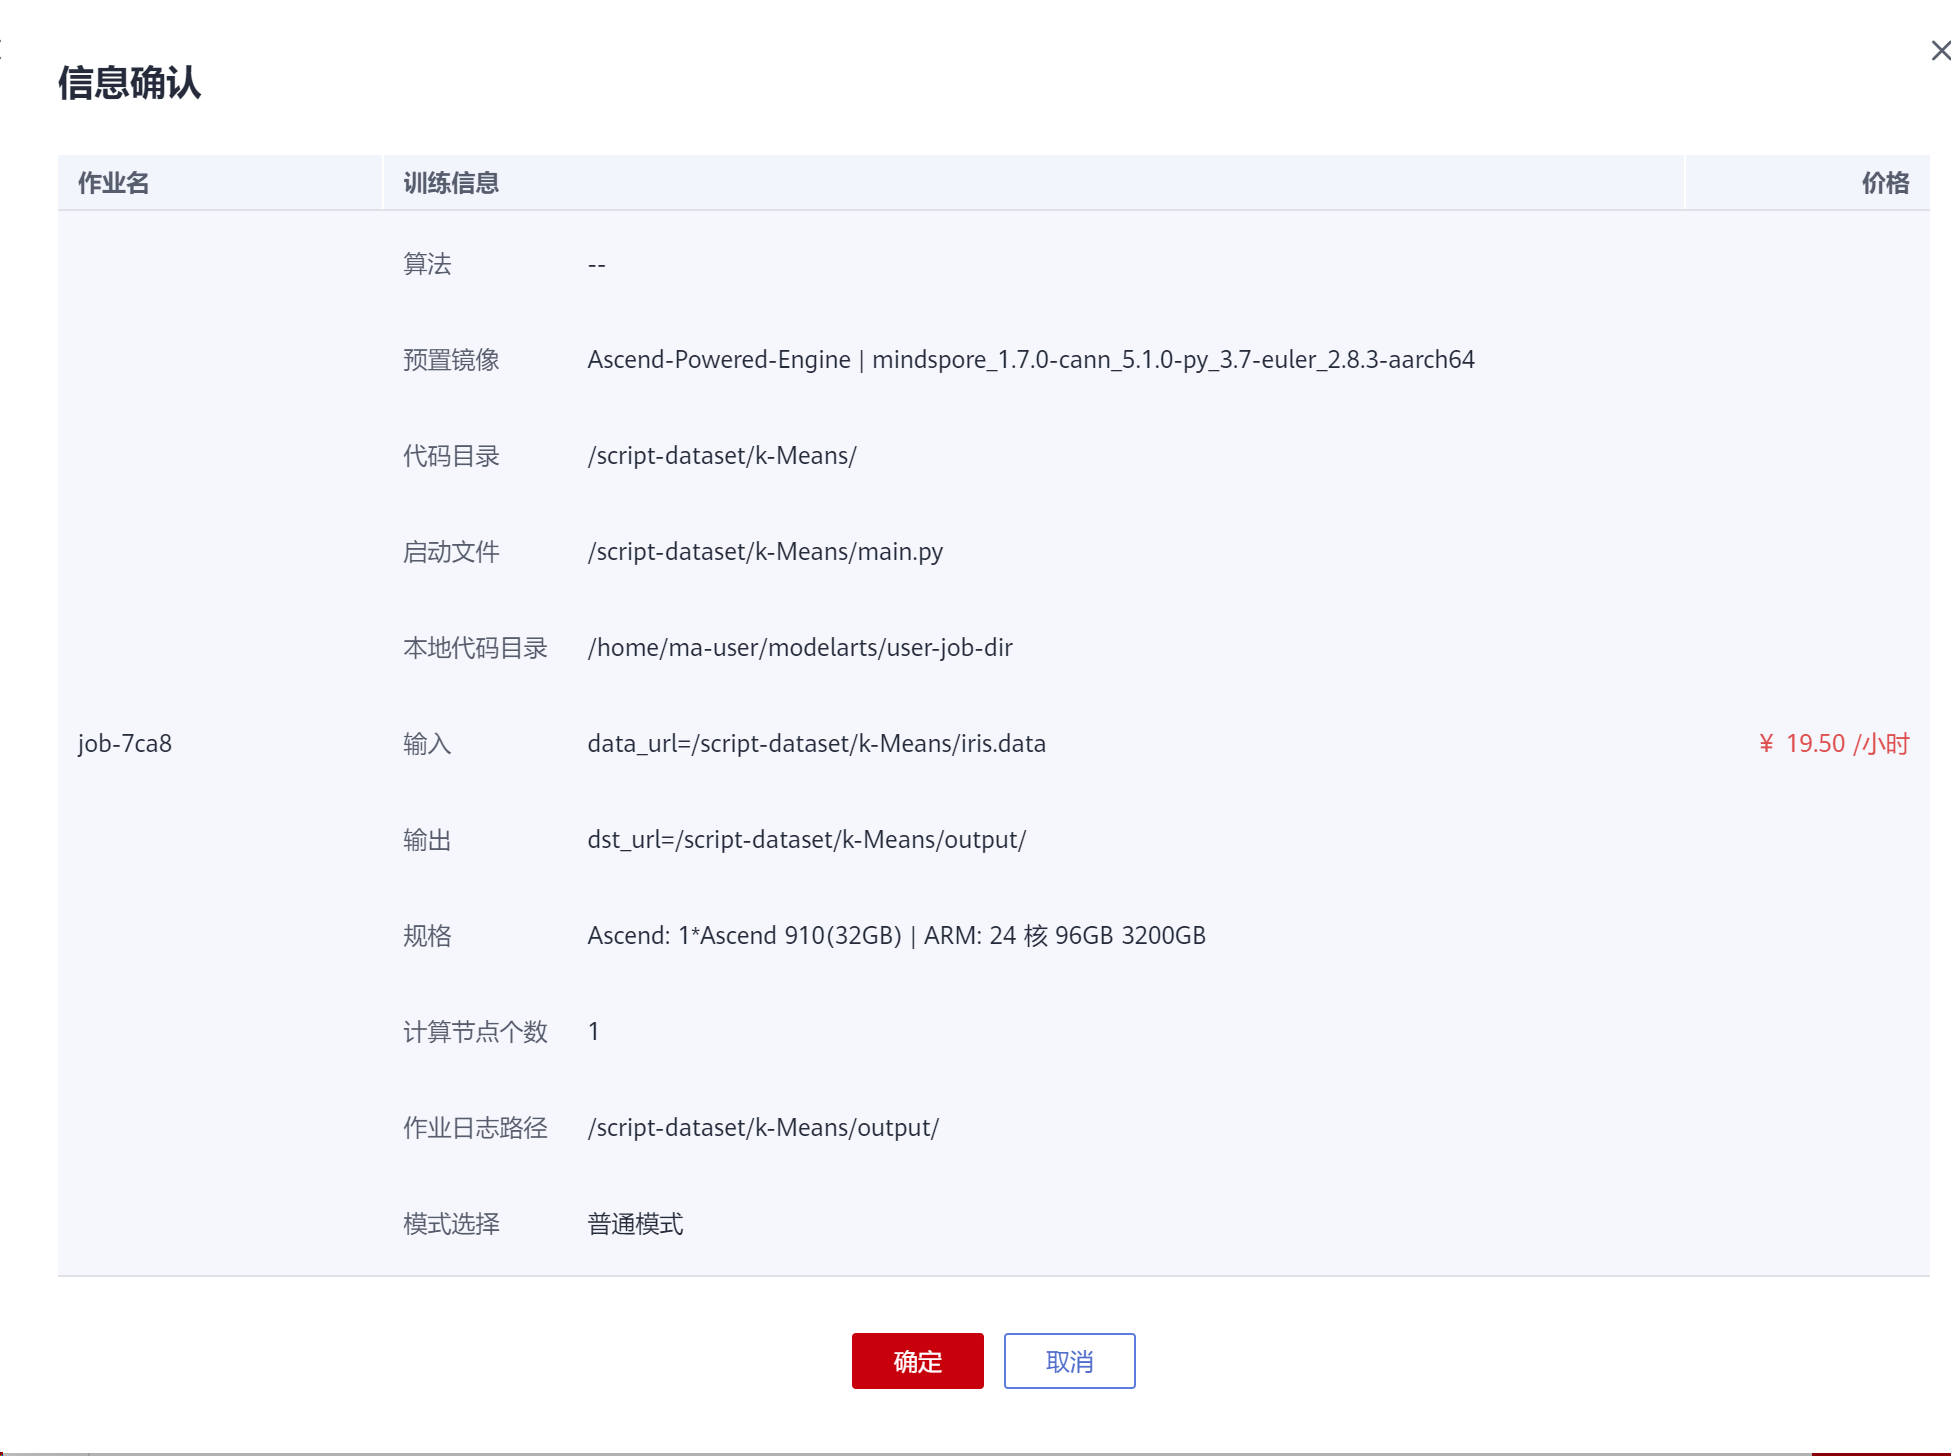 信息确认
作业名 训练信息 价格
算法 --
预置镜像 Ascend-Powered-Engine | mindspore_1.7.0-cann_5.1.0-py_3.7-euler_2.8.3-aarch64
代码目录 /script-dataset/k-Means/
启动文件 /script-dataset/k-Means/main.py
本地代码目录 /home/ma-user/modelarts/user-job-dir
job-7ca8 输入 data_url=/script-dataset/k-Means/iris.data ¥ 19.50 /小时
输出 dst_url=/script-dataset/k-Means/output/
规格 Ascend: 1*Ascend 910(32GB) | ARM: 24 核 96GB 3200GB
计算节点个数 1
作业日志路径 /script-dataset/k-Means/output/
模式选择 普通模式
确定 取消